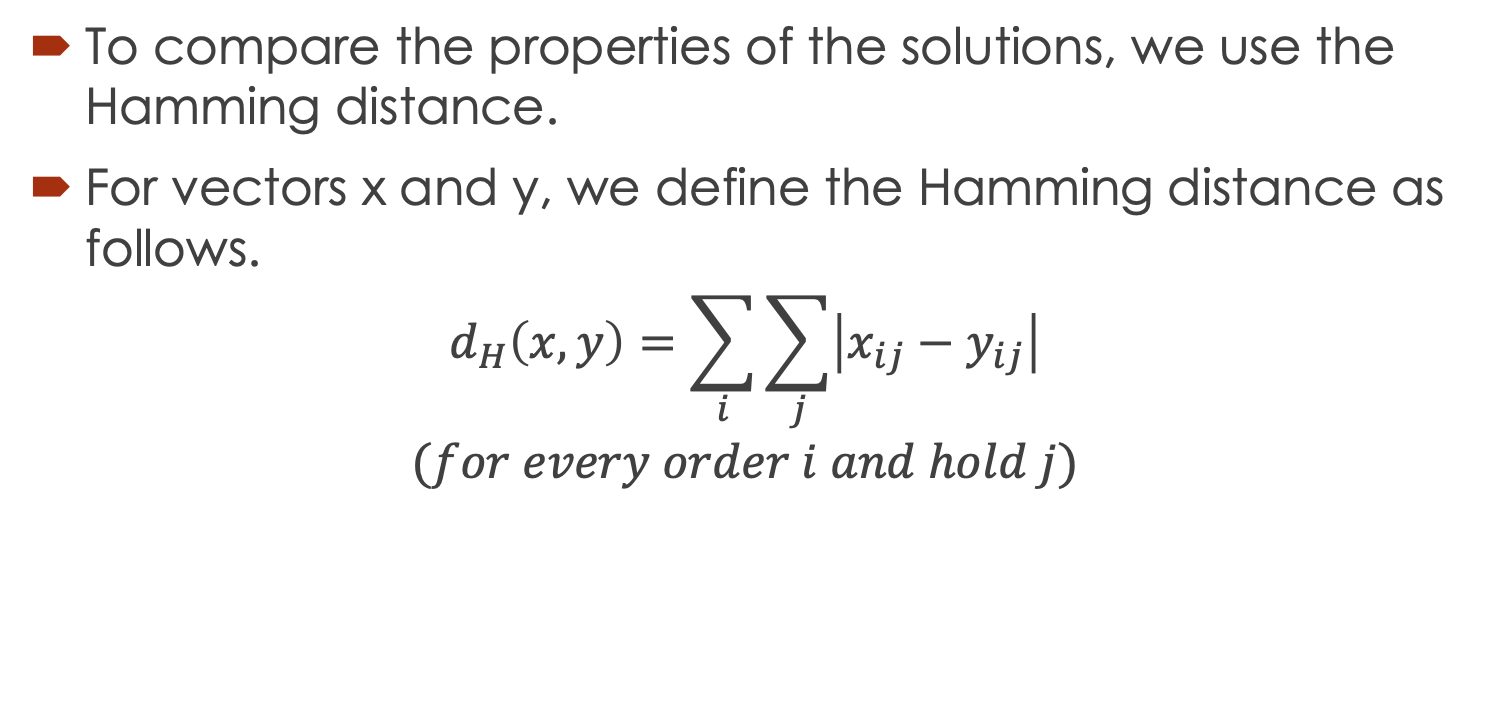 To compare the properties of the solutions, we use the
Hamming distance.
For vectors x and y, we define the Hamming distance as
follows.
d_H(x, y) = ∑_i ∑_j |x_ij − y_ij|
(for every order i and hold j)